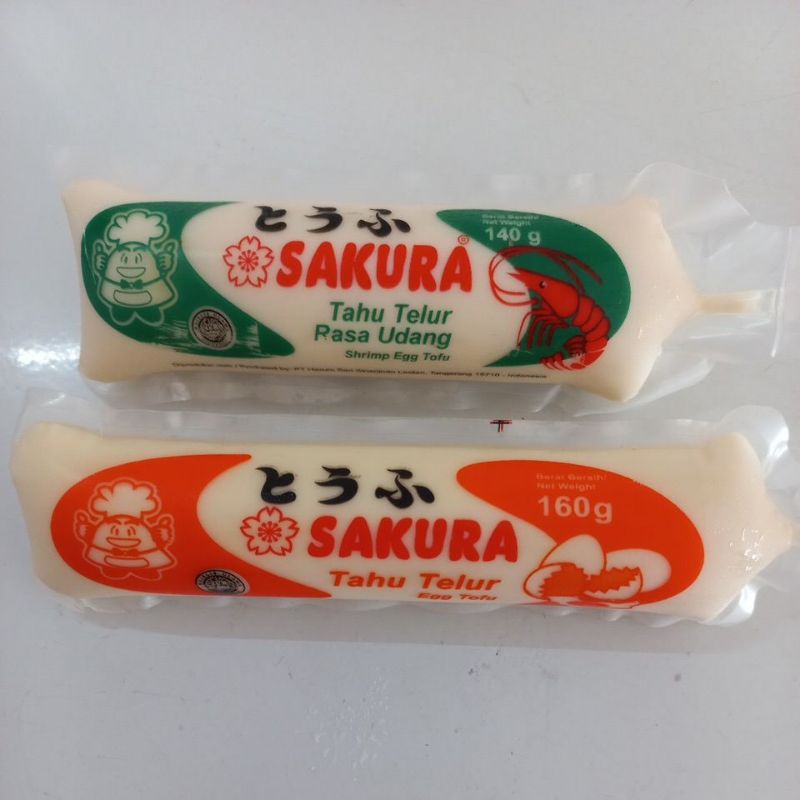 とうふ
SAKURA®
Tahu Telur
Rasa Udang
Shrimp Egg Tofu
Berat Bersih/
Net Weight
140 g
とうふ
SAKURA
Tahu Telur
Egg Tofu
Berat Bersih/
Net Weight
160g